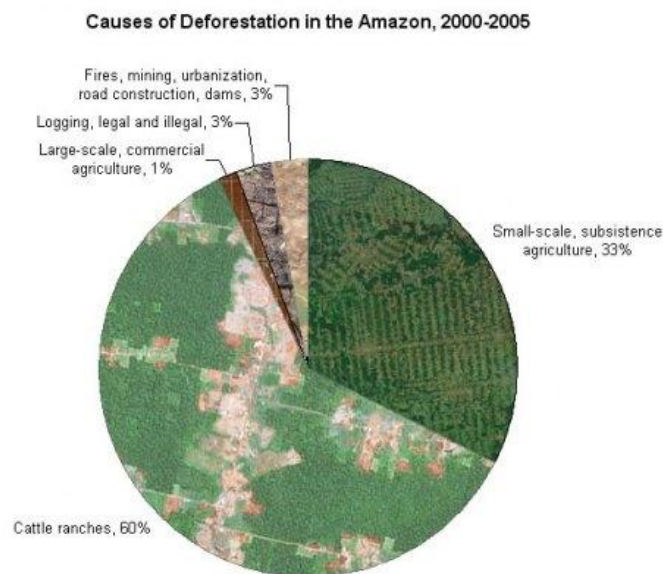 Causes of Deforestation in the Amazon, 2000-2005
Fires, mining, urbanization,
road construction, dams, 3%
Logging, legal and illegal, 3%
Large-scale, commercial
agriculture, 1%
Small-scale, subsistence
agriculture, 33%
Cattle ranches, 60%